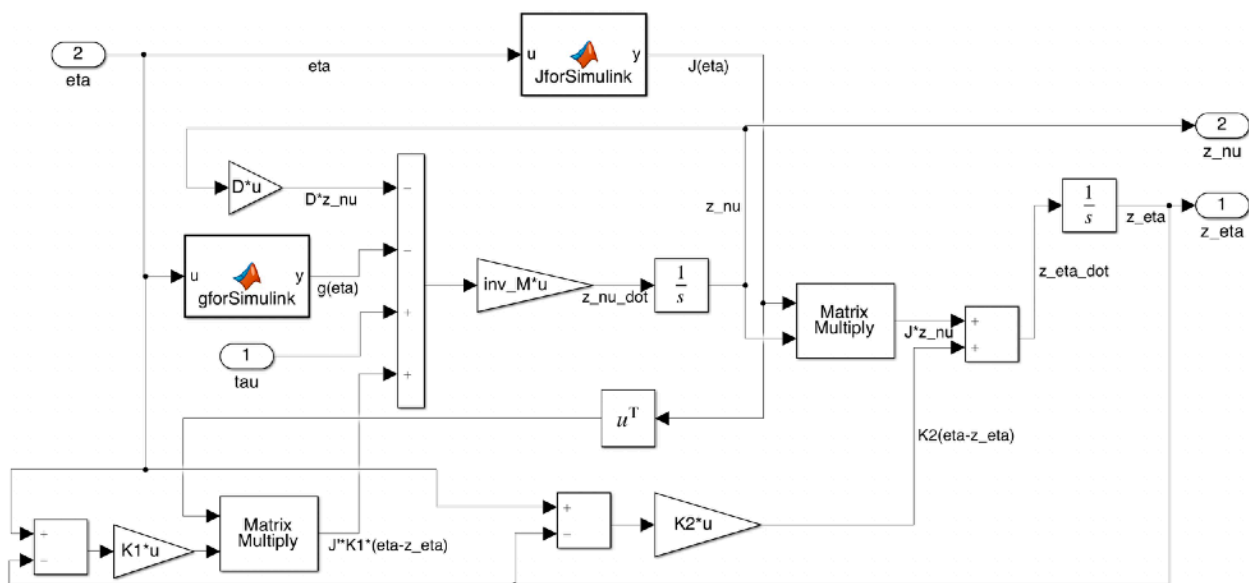 2
eta
eta
u
y
JforSimulink
J(eta)
2
z_nu
D*u
D*z_nu
−
z_nu
1
s
z_eta
1
z_eta
u
y
gforSimulink
g(eta)
−
inv_M*u
z_nu_dot
1
s
z_eta_dot
+
1
tau
Matrix
Multiply
J*z_nu
+
+
+
u^T
K2(eta-z_eta)
+
−
K1*u
Matrix
Multiply
J'*K1*(eta-z_eta)
+
−
K2*u